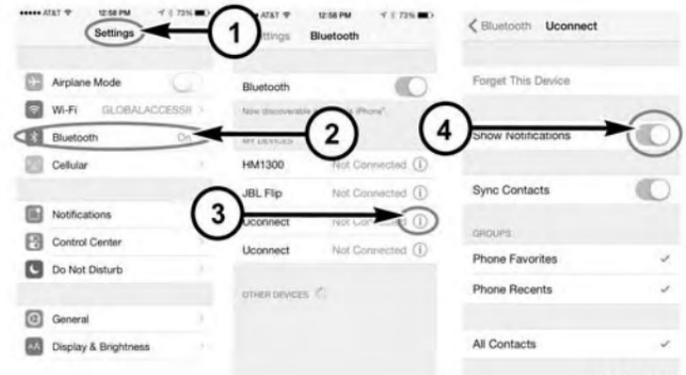 AT&T 12:58 PM 73%
Settings
1
Airplane Mode
Wi-Fi GLOBALACCESSII
Bluetooth On
2
Cellular
Notifications
Control Center
Do Not Disturb
General
Display & Brightness
AT&T 12:58 PM 73%
Bluetooth
Bluetooth
Now discoverable iPhone".
MY DEVICES
HM1300 Not Connected
JBL Flip Not Connected
3
Uconnect Not Connected
Uconnect Not Connected
OTHER DEVICES
Bluetooth Uconnect
Forget This Device
4
Show Notifications
Sync Contacts
GROUPS
Phone Favorites
Phone Recents
All Contacts